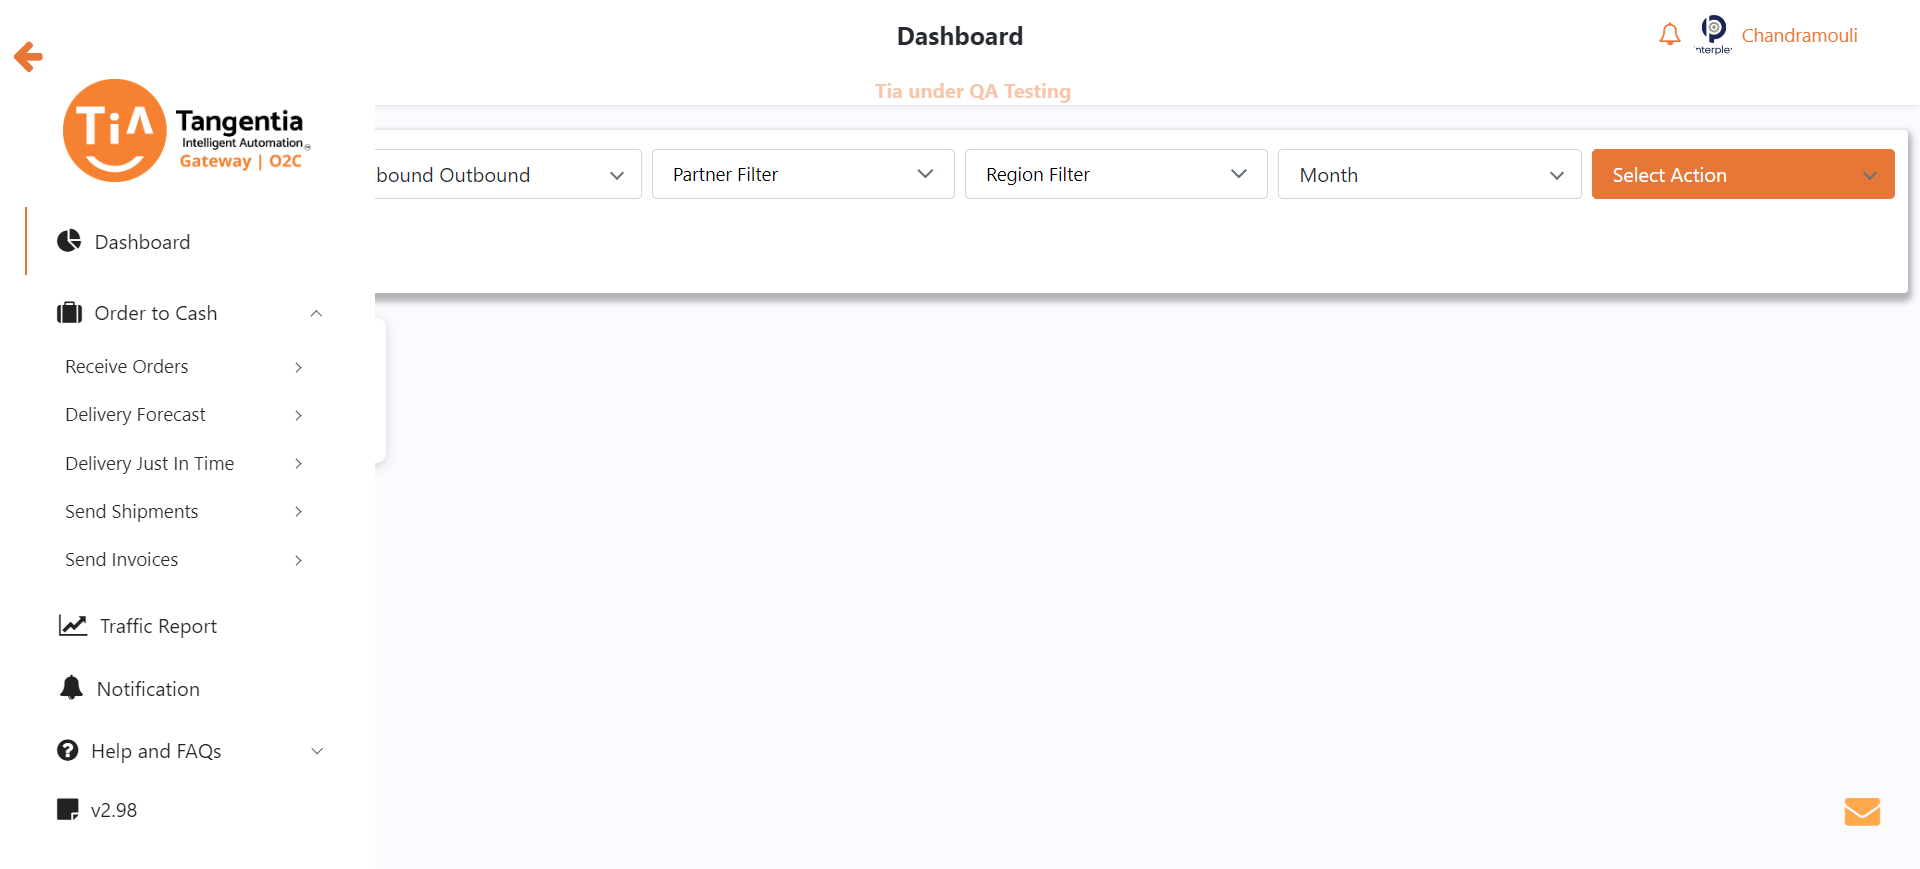 Dashboard
Chandramouli
Tia under QA Testing
TiA
Tangentia
Intelligent Automation
Gateway | O2C
bound Outbound
Partner Filter
Region Filter
Month
Select Action
Dashboard
Order to Cash
Receive Orders
Delivery Forecast
Delivery Just In Time
Send Shipments
Send Invoices
Traffic Report
Notification
Help and FAQs
v2.98